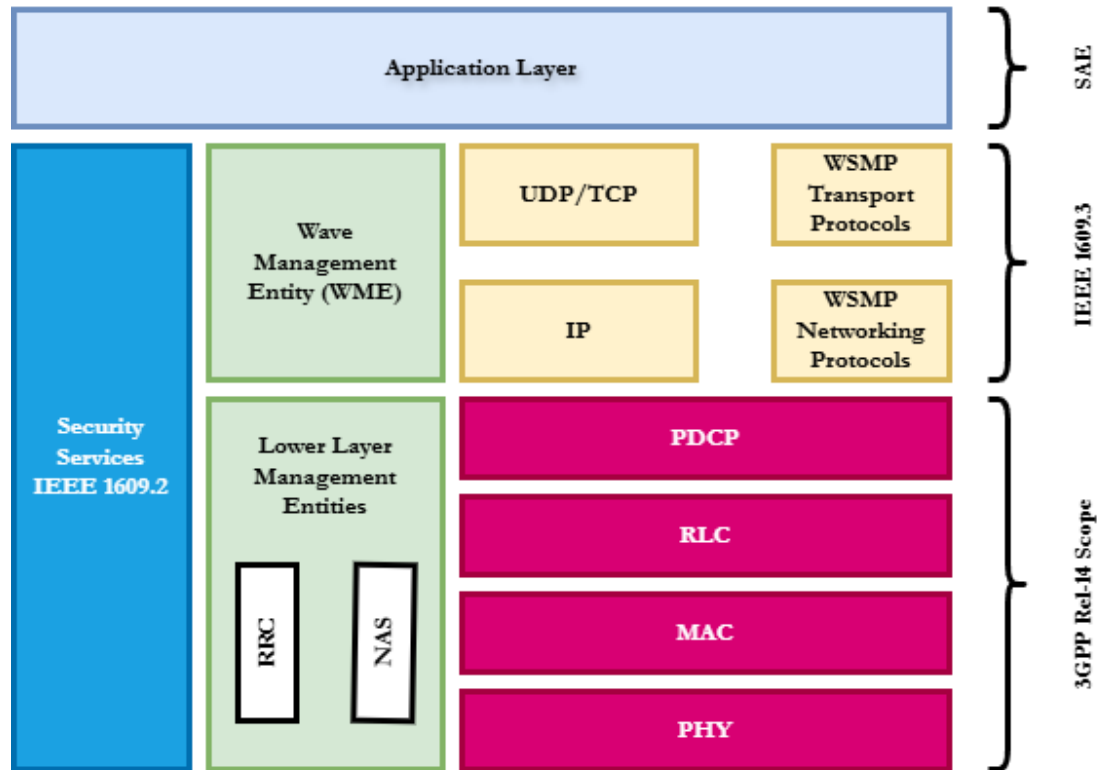 Application Layer
SAE
Security
Services
IEEE 1609.2
Wave
Management
Entity (WME)
UDP/TCP
WSMP
Transport
Protocols
IP
WSMP
Networking
Protocols
IEEE 1609.3
Lower Layer
Management
Entities
RRC
NAS
PDCP
RLC
MAC
PHY
3GPP Rel-14 Scope